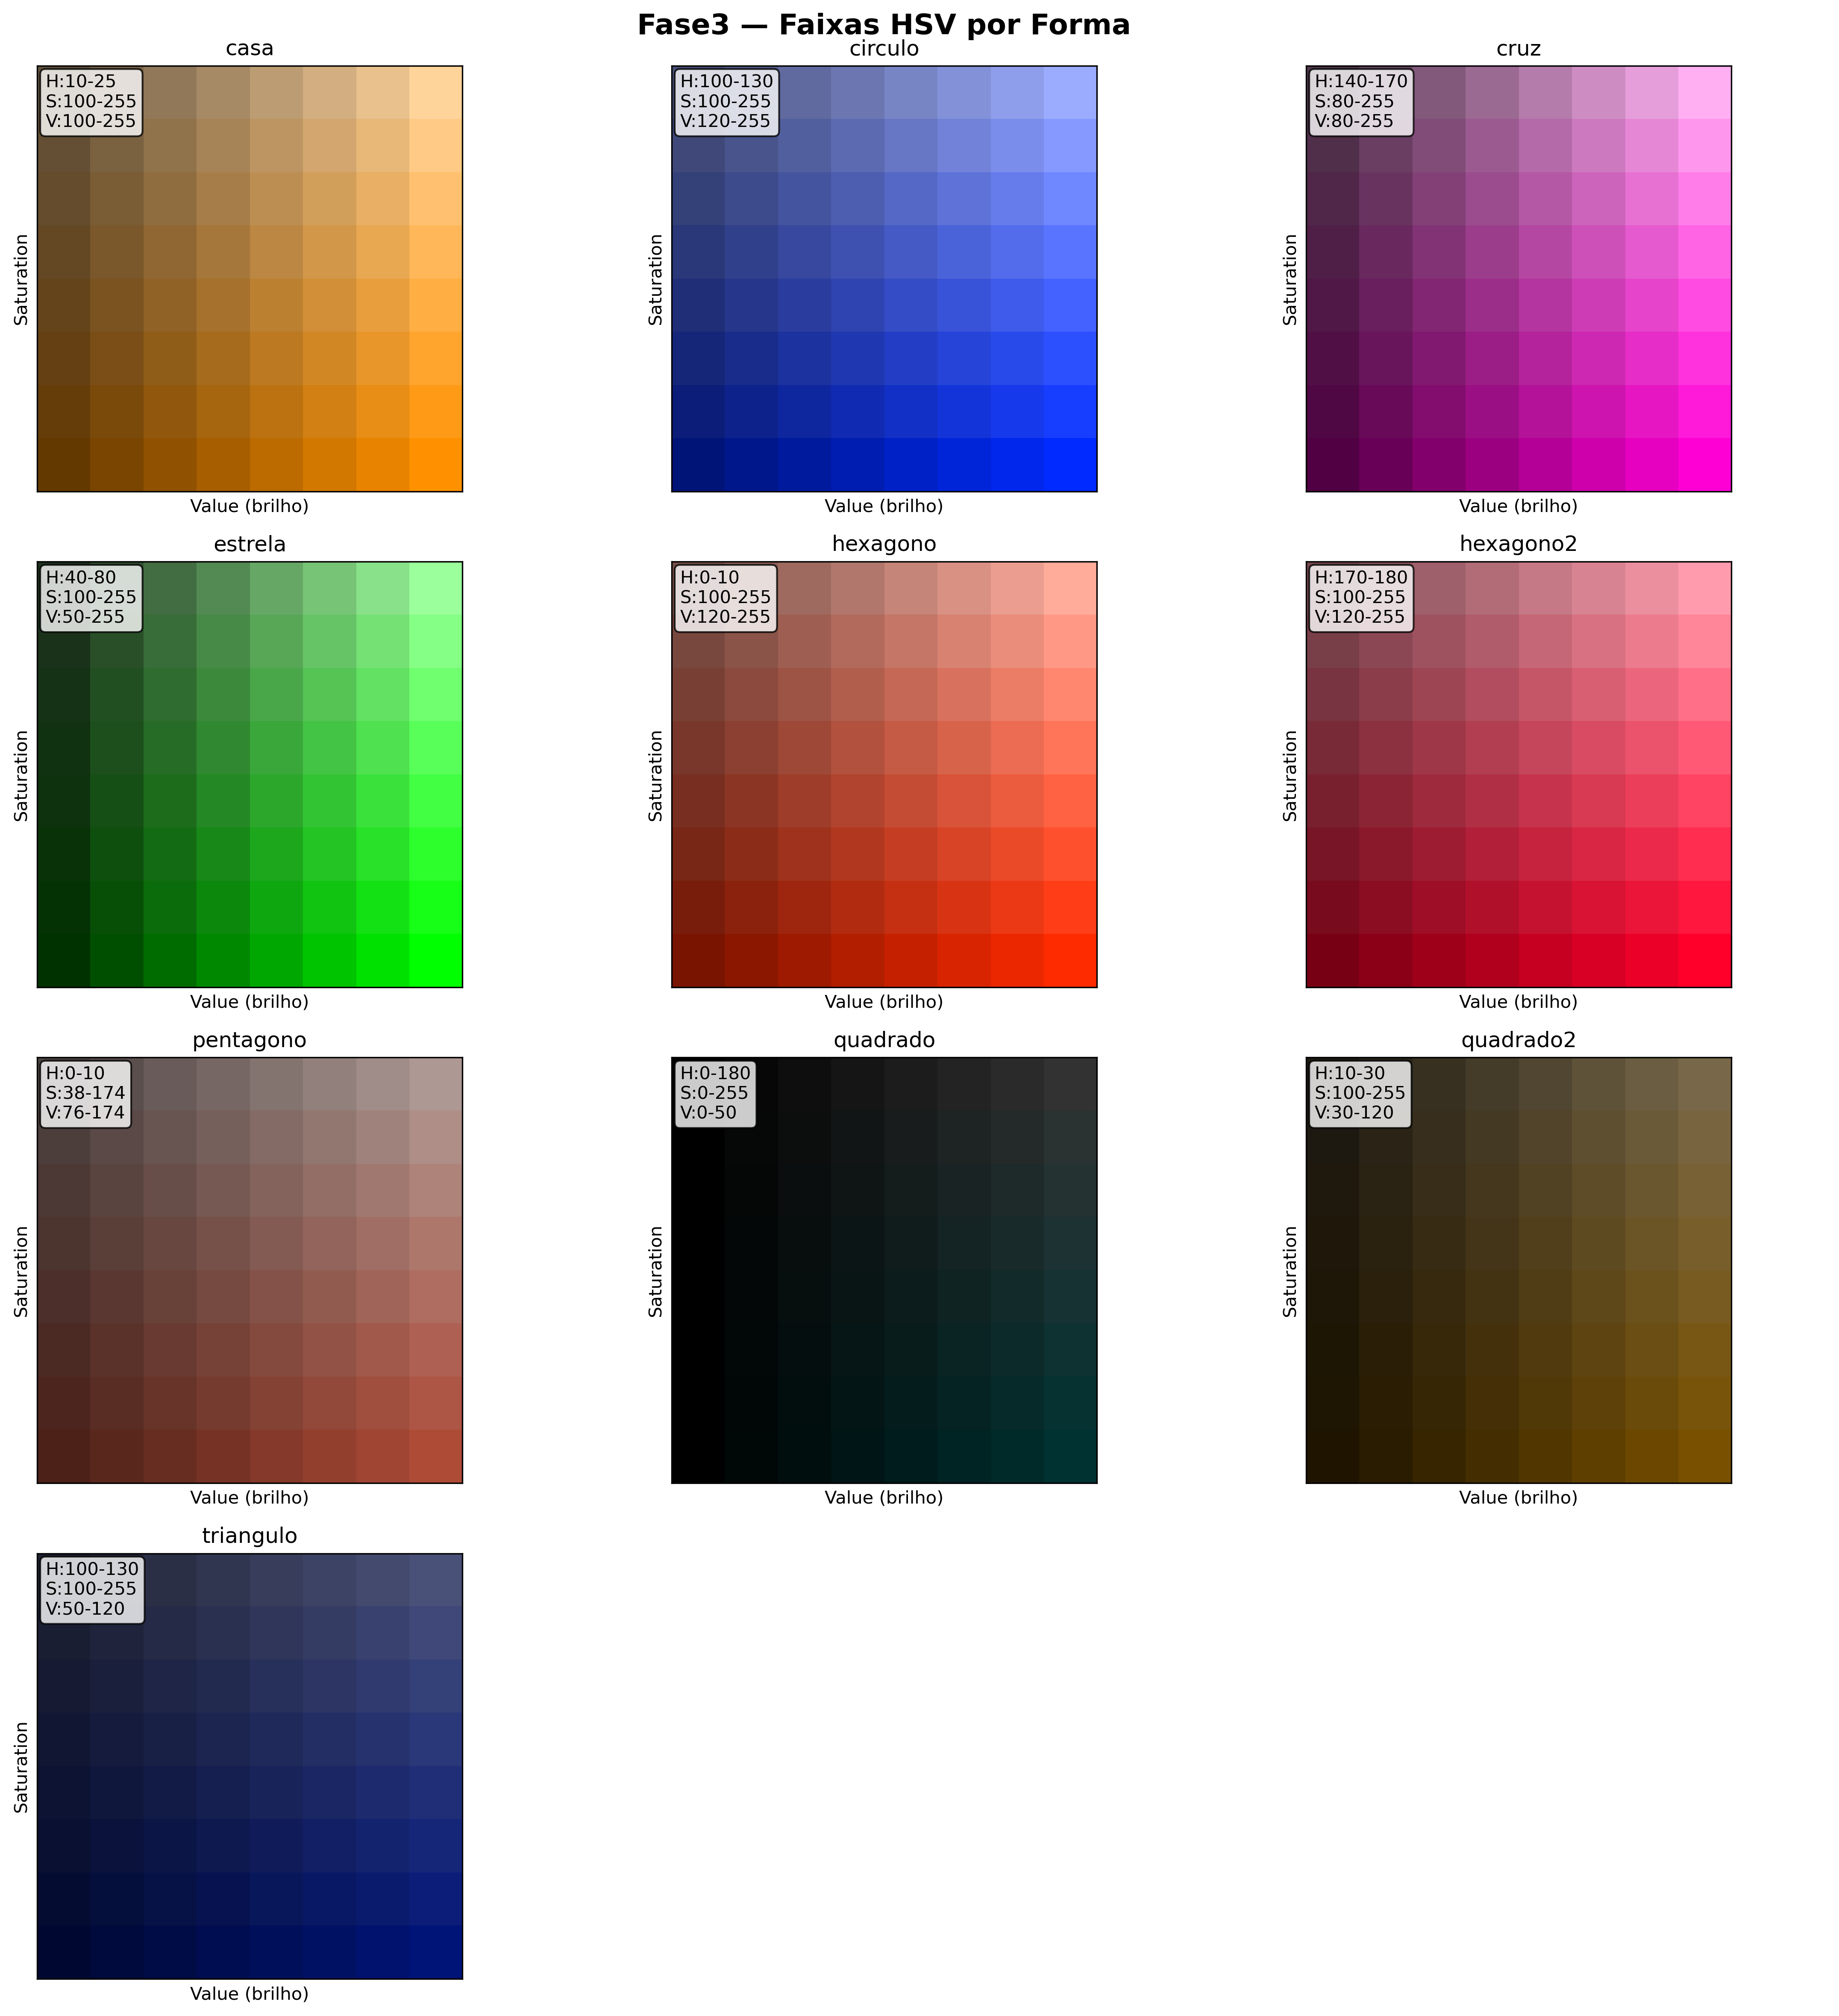 Fase3 — Faixas HSV por Forma
casa
H:10-25
S:100-255
V:100-255
Saturation
Value (brilho)
circulo
H:100-130
S:100-255
V:120-255
Saturation
Value (brilho)
cruz
H:140-170
S:80-255
V:80-255
Saturation
Value (brilho)
estrela
H:40-80
S:100-255
V:50-255
Saturation
Value (brilho)
hexagono
H:0-10
S:100-255
V:120-255
Saturation
Value (brilho)
hexagono2
H:170-180
S:100-255
V:120-255
Saturation
Value (brilho)
pentagono
H:0-10
S:38-174
V:76-174
Saturation
Value (brilho)
quadrado
H:0-180
S:0-255
V:0-50
Saturation
Value (brilho)
quadrado2
H:10-30
S:100-255
V:30-120
Saturation
Value (brilho)
triangulo
H:100-130
S:100-255
V:50-120
Saturation
Value (brilho)